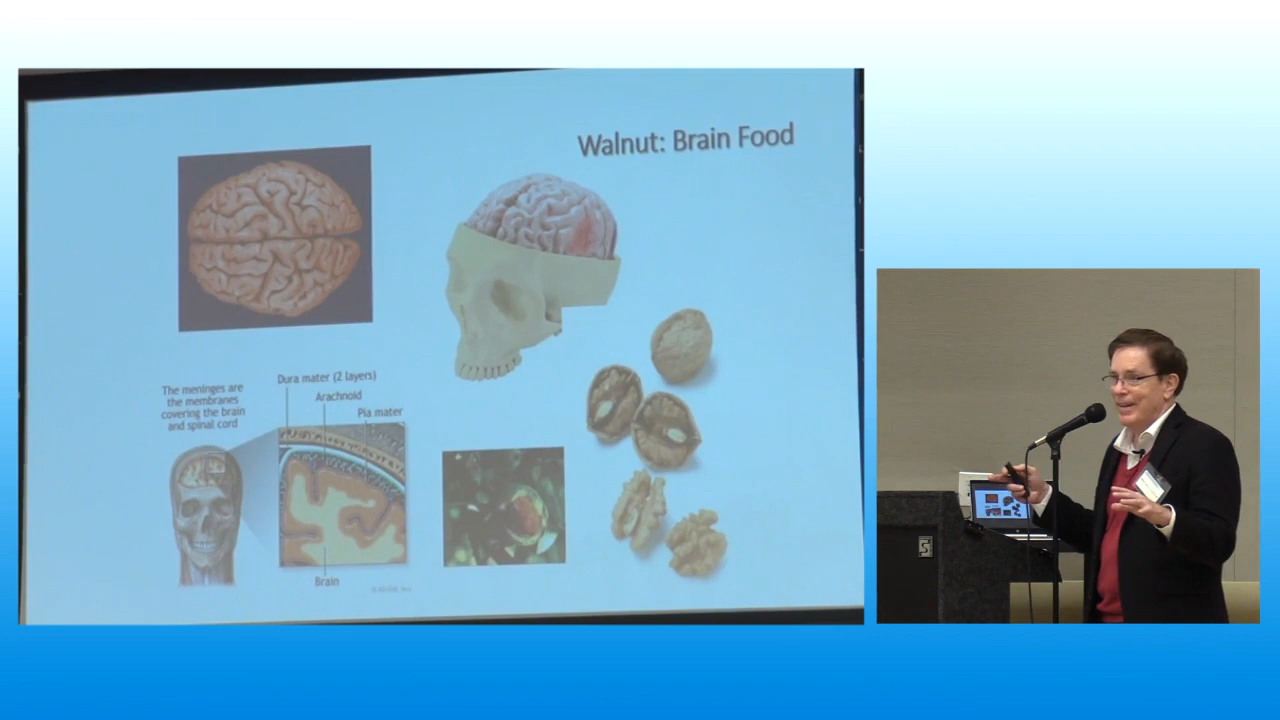 Walnut: Brain Food
The meninges are
the membranes
covering the brain
and spinal cord
Dura mater (2 layers)
Arachnoid
Pia mater
Brain